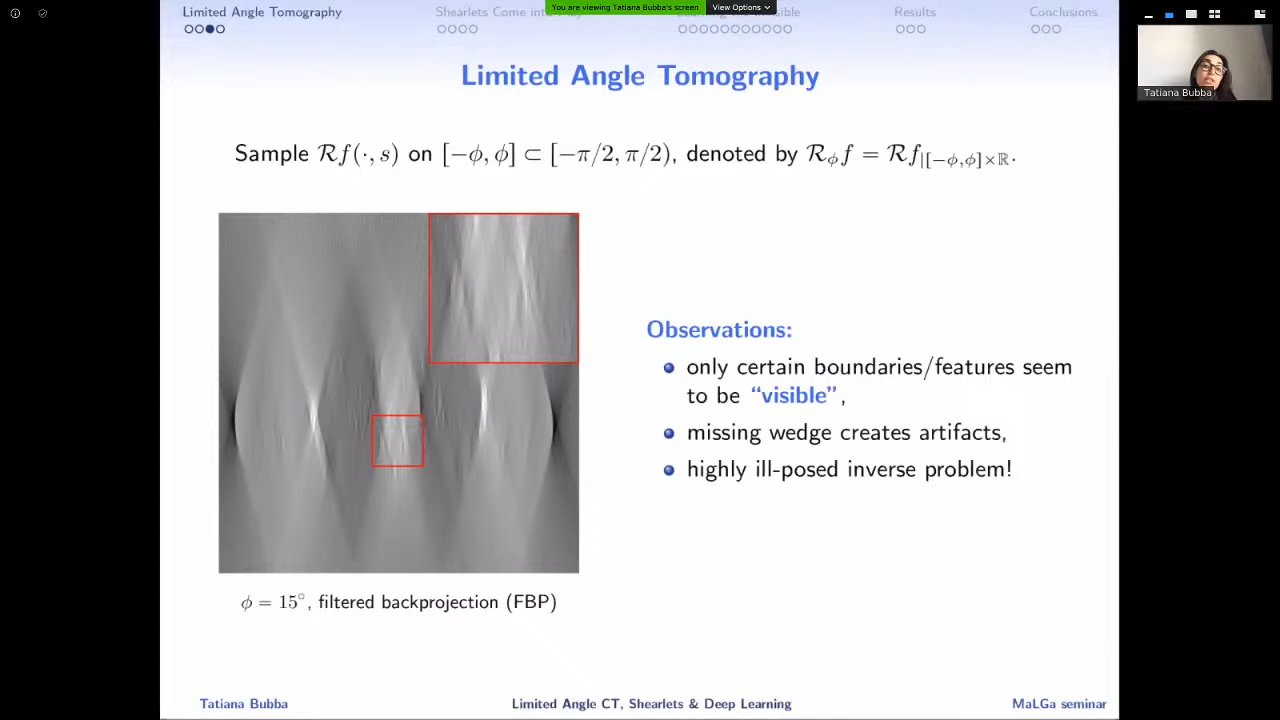 You are viewing Tatiana Bubba's screen View Options
Limited Angle Tomography Shearlets Come into Results Conclusions
Limited Angle Tomography
Sample ℛf(·, s) on [−ϕ, ϕ] ⊂ [−π/2, π/2), denoted by ℛ_ϕ f = ℛf_{|[−ϕ,ϕ]×ℝ}.
Observations:
only certain boundaries/features seem
to be “visible”,
missing wedge creates artifacts,
highly ill-posed inverse problem!
ϕ = 15°, filtered backprojection (FBP)
Tatiana Bubba Limited Angle CT, Shearlets & Deep Learning MaLGa seminar
Tatiana Bubba